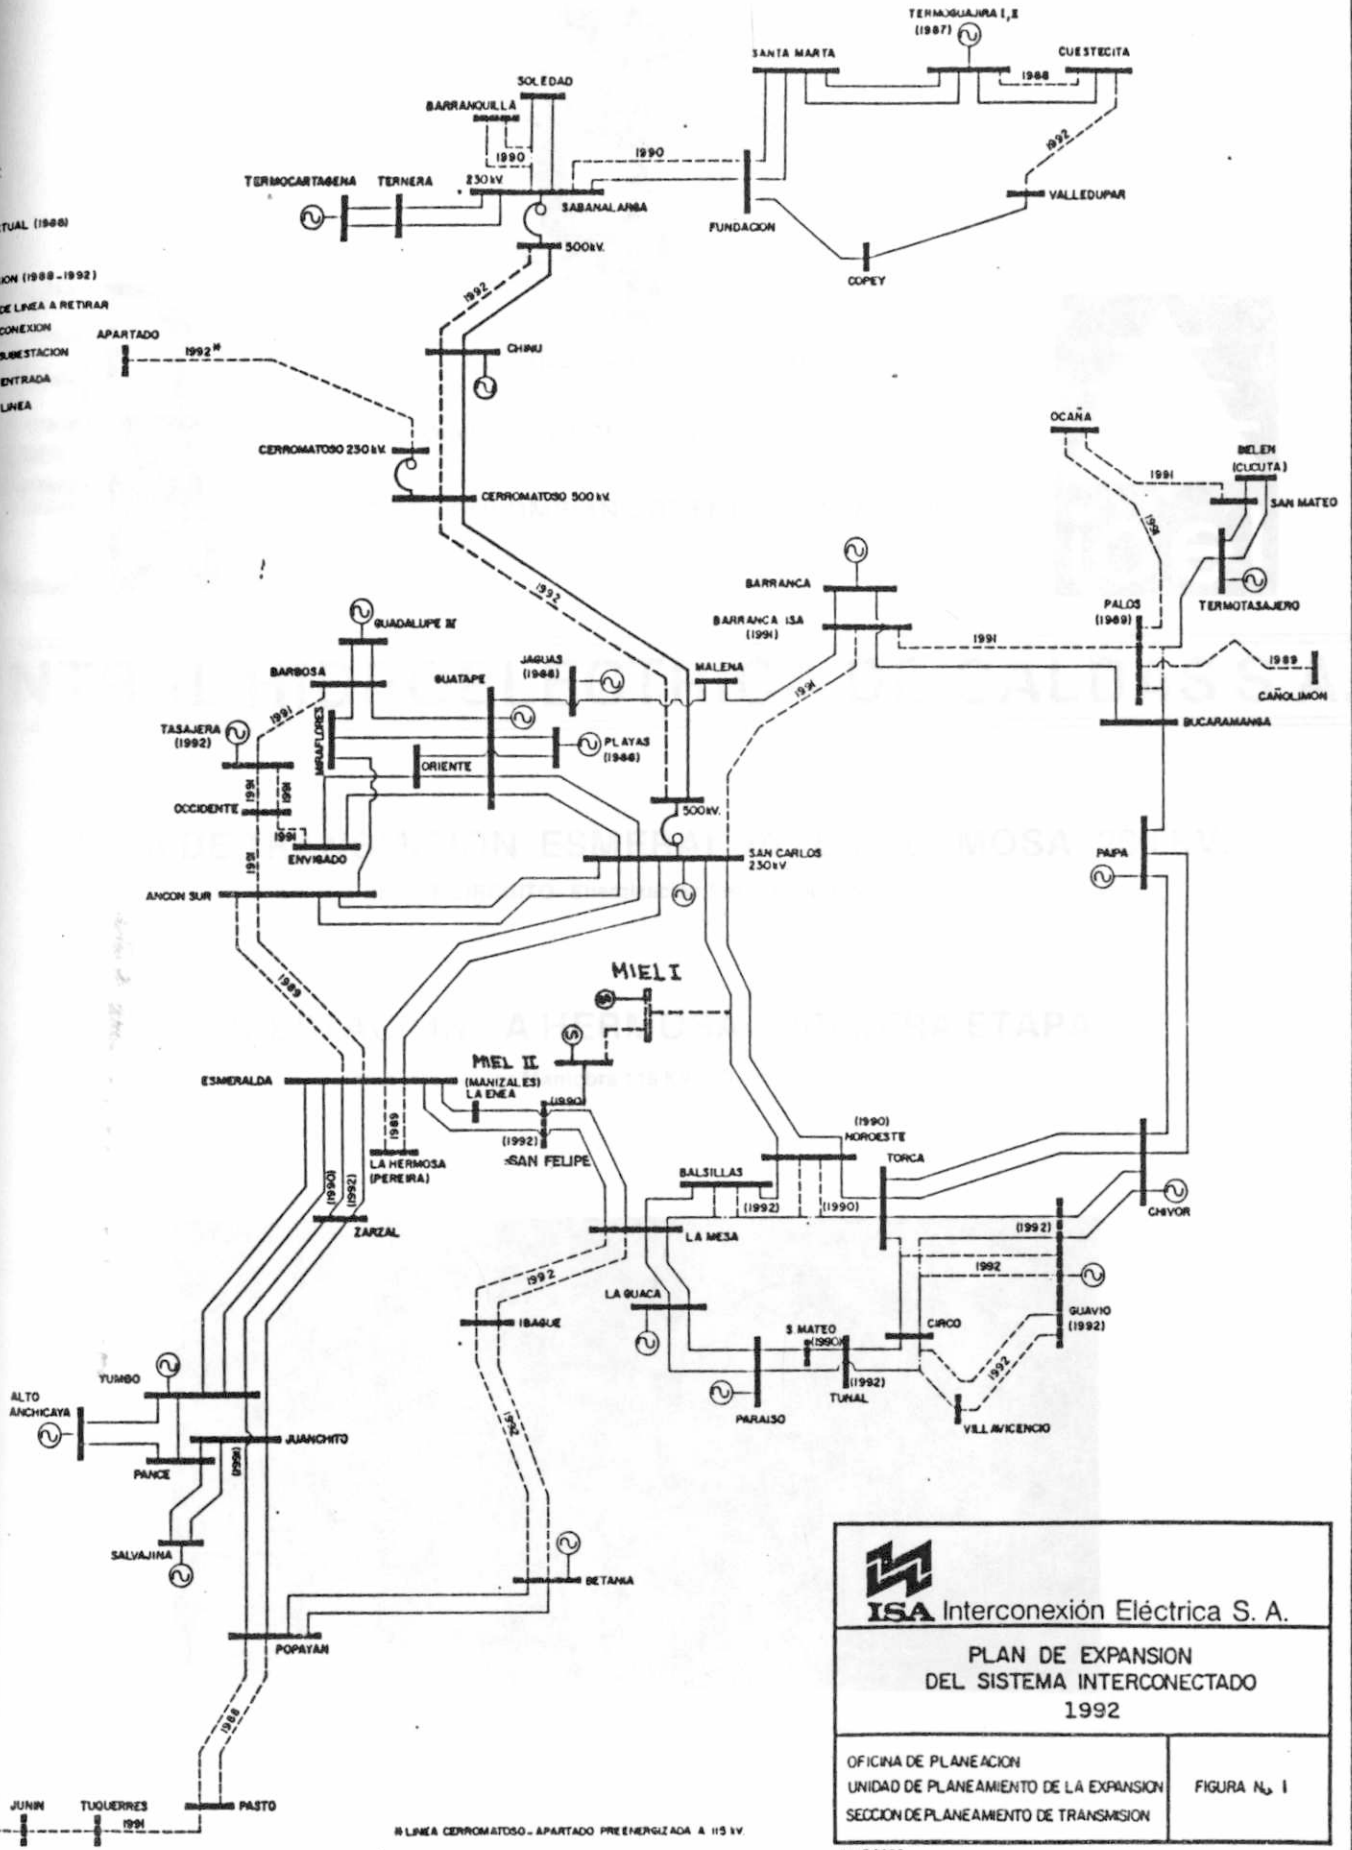 TERMOGUAJIRA I, II
(1987)
SANTA MARTA
CUESTECITA
1988
SOLEDAD
BARRANQUILLA
1990
1990
1992
TERMOCARTAGENA
TERNERA
230 kV.
SABANALARGA
VALLEDUPAR
FUNDACION
TUAL (1988)
500 kV.
COPEY
ION (1988-1992)
DE LINEA A RETIRAR
CONEXION
SUBESTACION
ENTRADA
LINEA
1992
APARTADO
1992*
CHINU
OCAÑA
CERROMATOSO 230 kV.
BELEN
(CUCUTA)
1991
CERROMATOSO 500 kV.
SAN MATEO
1991
BARRANCA
1992
TERMOTASAJERO
PALOS
(1989)
GUADALUPE IV
BARRANCA ISA
(1991)
1991
JAGUAS
(1988)
MALENA
BARBOSA
GUATAPE
1989
CAÑOLIMON
1991
1991
MIRAFLORES
TASAJERA
(1992)
PLAYAS
(1988)
BUCARAMANGA
ORIENTE
1991
1991
OCCIDENTE
500 kV.
1991
ENVIGADO
SAN CARLOS
230 kV
PAIPA
1991
ANCON SUR
1989
MIEL I
MIEL II
ESMERALDA
(MANIZALES)
LA ENEA
(1990)
1989
(1992)
SAN FELIPE
LA HERMOSA
(PEREIRA)
(1990)
NOROESTE
TORCA
BALSILLAS
(1990)
(1992)
(1992)
(1990)
CHIVOR
ZARZAL
LA MESA
(1992)
1992
1992
LA GUACA
GUAVIO
(1992)
IBAGUE
CIRCO
S. MATEO
(1990)
1992
YUMBO
(1992)
TUNAL
ALTO
ANCHICAYA
PARAISO
VILLAVICENCIO
1992
JUANCHITO
(1991)
PANCE
SALVAJINA
BETANIA
POPAYAN
1988
JUNIN
TUQUERRES
1991
PASTO
* LINEA CERROMATOSO - APARTADO PREENERGIZADA A 115 kV.
ISA Interconexión Eléctrica S. A.
PLAN DE EXPANSION
DEL SISTEMA INTERCONECTADO
1992
OFICINA DE PLANEACION
UNIDAD DE PLANEAMIENTO DE LA EXPANSION
SECCION DE PLANEAMIENTO DE TRANSMISION
FIGURA No. 1